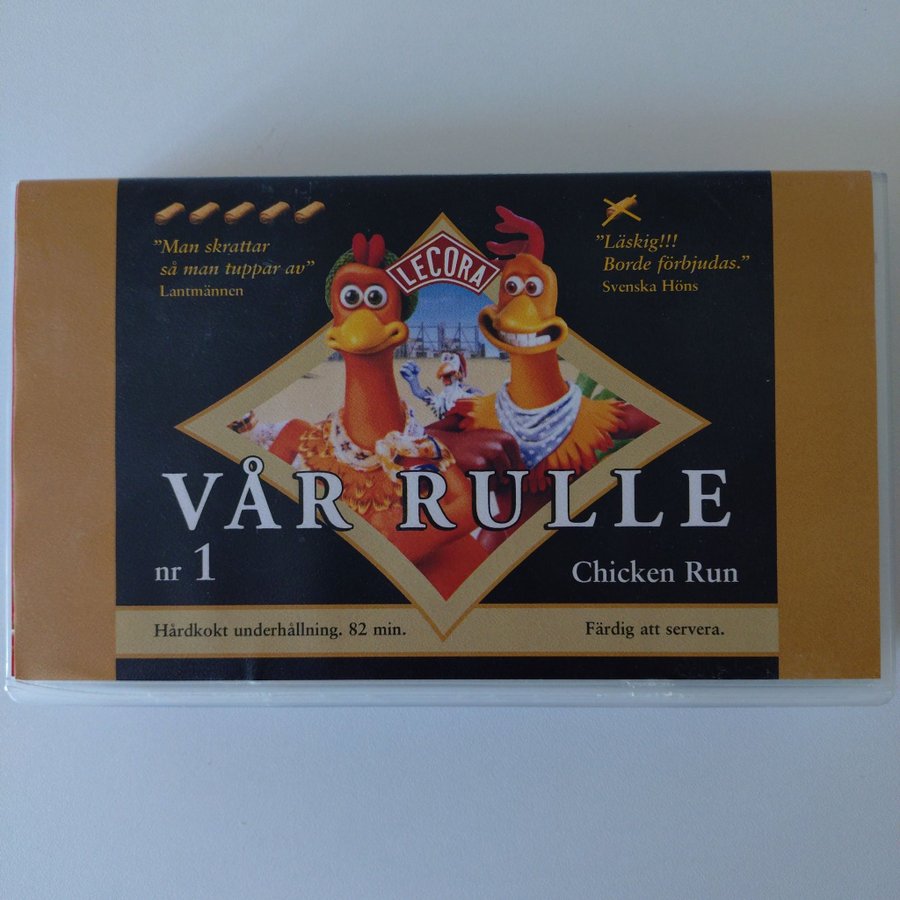 ”Man skrattar
så man tuppar av”
Lantmännen
”Läskig!!!
Borde förbjudas.”
Svenska Höns
LECORA
VÅR RULLE
nr 1
Chicken Run
Hårdkokt underhållning. 82 min.
Färdig att servera.